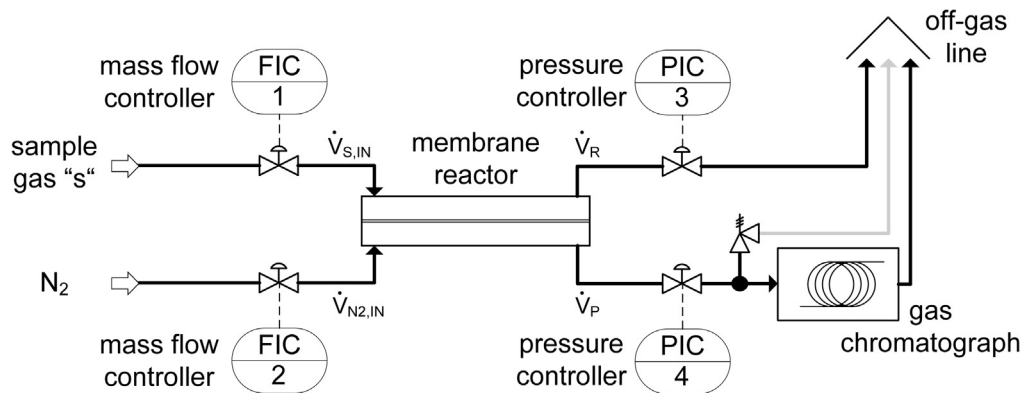 off-gas
line
mass flow
controller
FIC
1
pressure
controller
PIC
3
sample
gas “s“
V̇S,IN
membrane
reactor
V̇R
N2
V̇N2,IN
V̇P
gas
chromatograph
mass flow
controller
FIC
2
pressure
controller
PIC
4